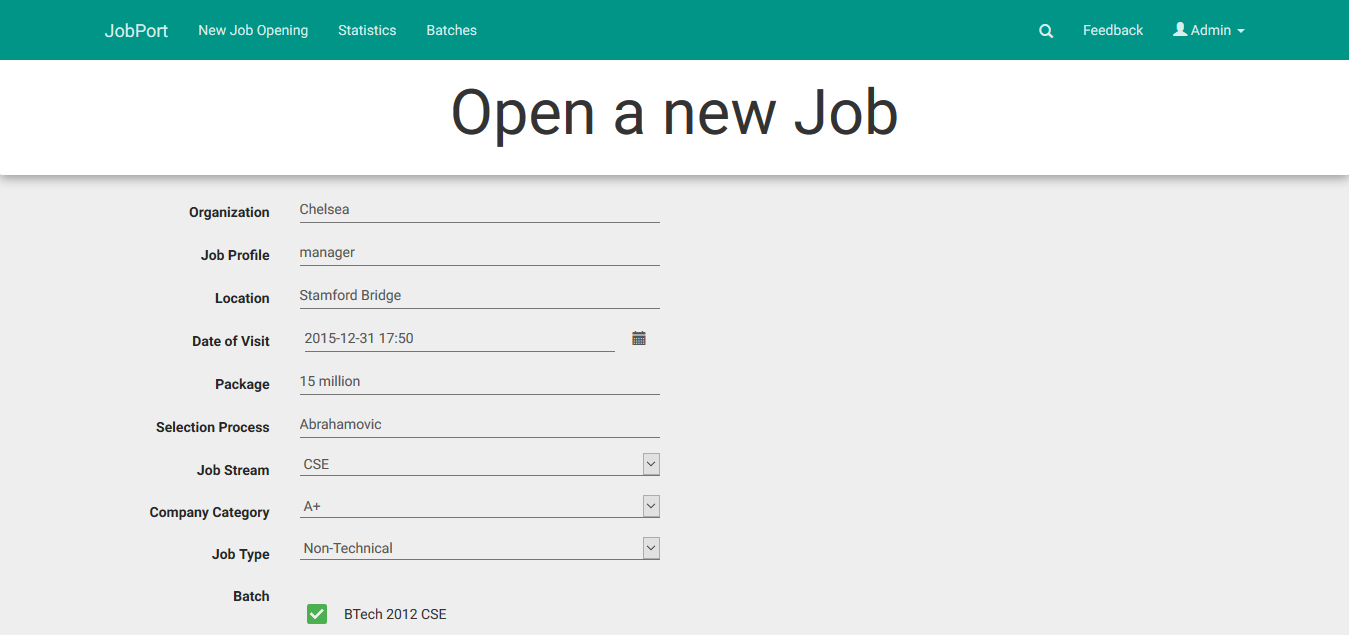 JobPort New Job Opening Statistics Batches Feedback Admin
Open a new Job
Organization Chelsea
Job Profile manager
Location Stamford Bridge
Date of Visit 2015-12-31 17:50
Package 15 million
Selection Process Abrahamovic
Job Stream CSE
Company Category A+
Job Type Non-Technical
Batch
BTech 2012 CSE